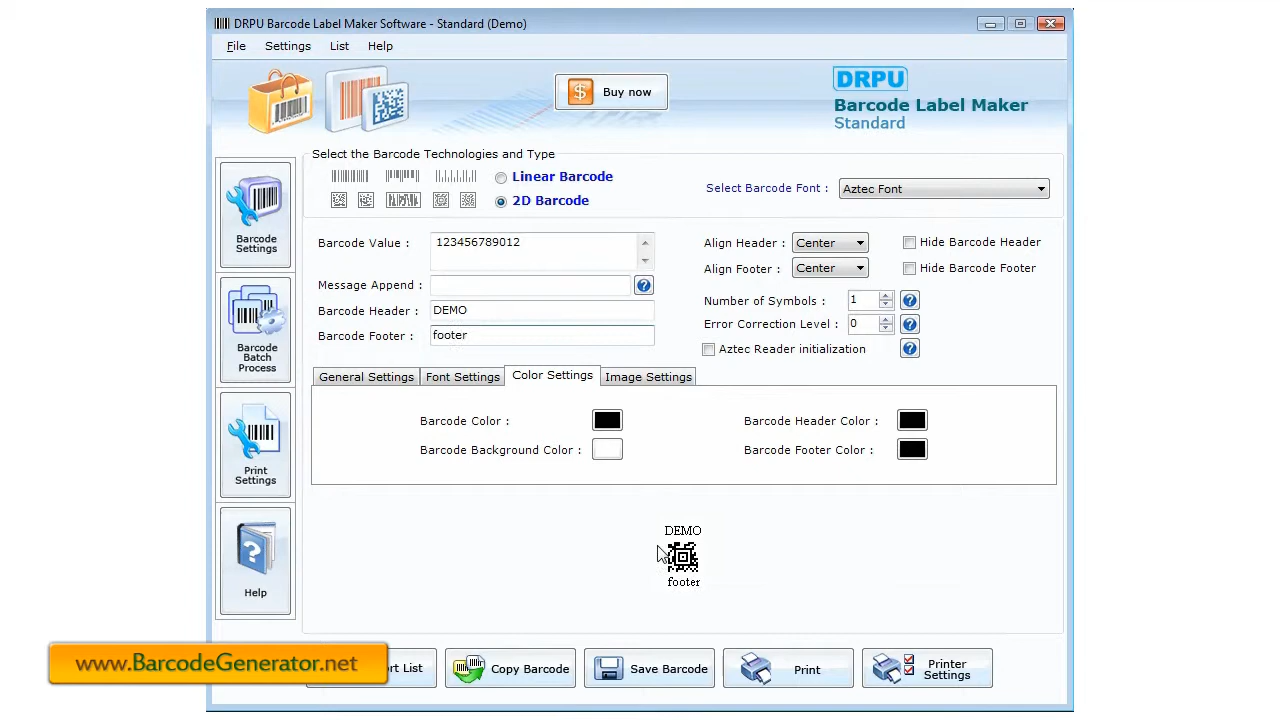 DRPU Barcode Label Maker Software - Standard (Demo)
File Settings List Help
$ Buy now
DRPU
Barcode Label Maker
Standard
Select the Barcode Technologies and Type
Linear Barcode
2D Barcode
Select Barcode Font : Aztec Font
Barcode Settings
Barcode Value : 123456789012
Align Header : Center Hide Barcode Header
Align Footer : Center Hide Barcode Footer
Message Append : ?
Number of Symbols : 1 ?
Barcode Header : DEMO
Error Correction Level : 0 ?
Barcode Footer : footer
Aztec Reader initialization ?
Barcode Batch Process
General Settings Font Settings Color Settings Image Settings
Barcode Color :
Barcode Header Color :
Barcode Background Color :
Barcode Footer Color :
Print Settings
DEMO
footer
?
Help
www.BarcodeGenerator.net
rt List Copy Barcode Save Barcode Print Printer Settings